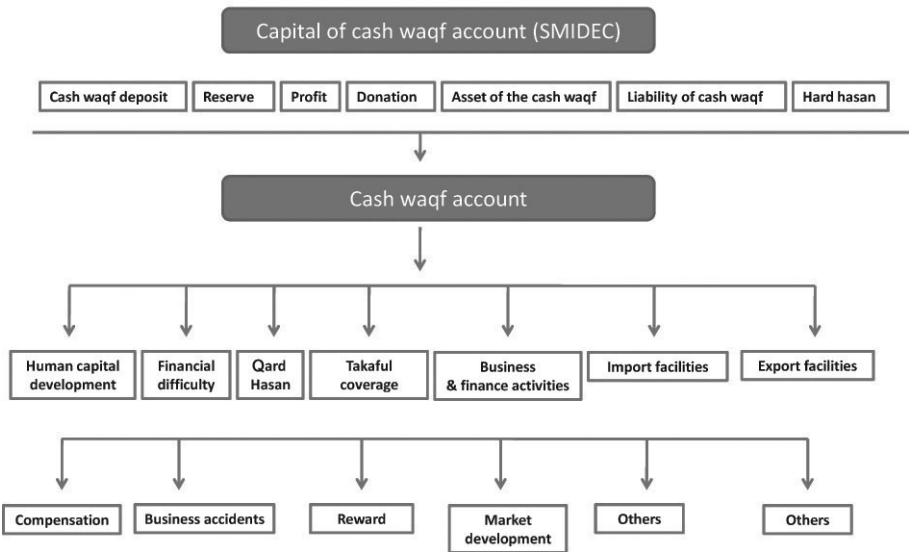 Capital of cash waqf account (SMIDEC)
Cash waqf deposit
Reserve
Profit
Donation
Asset of the cash waqf
Liability of cash waqf
Hard hasan
Cash waqf account
Human capital
development
Financial
difficulty
Qard
Hasan
Takaful
coverage
Business
& finance activities
Import facilities
Export facilities
Compensation
Business accidents
Reward
Market
development
Others
Others